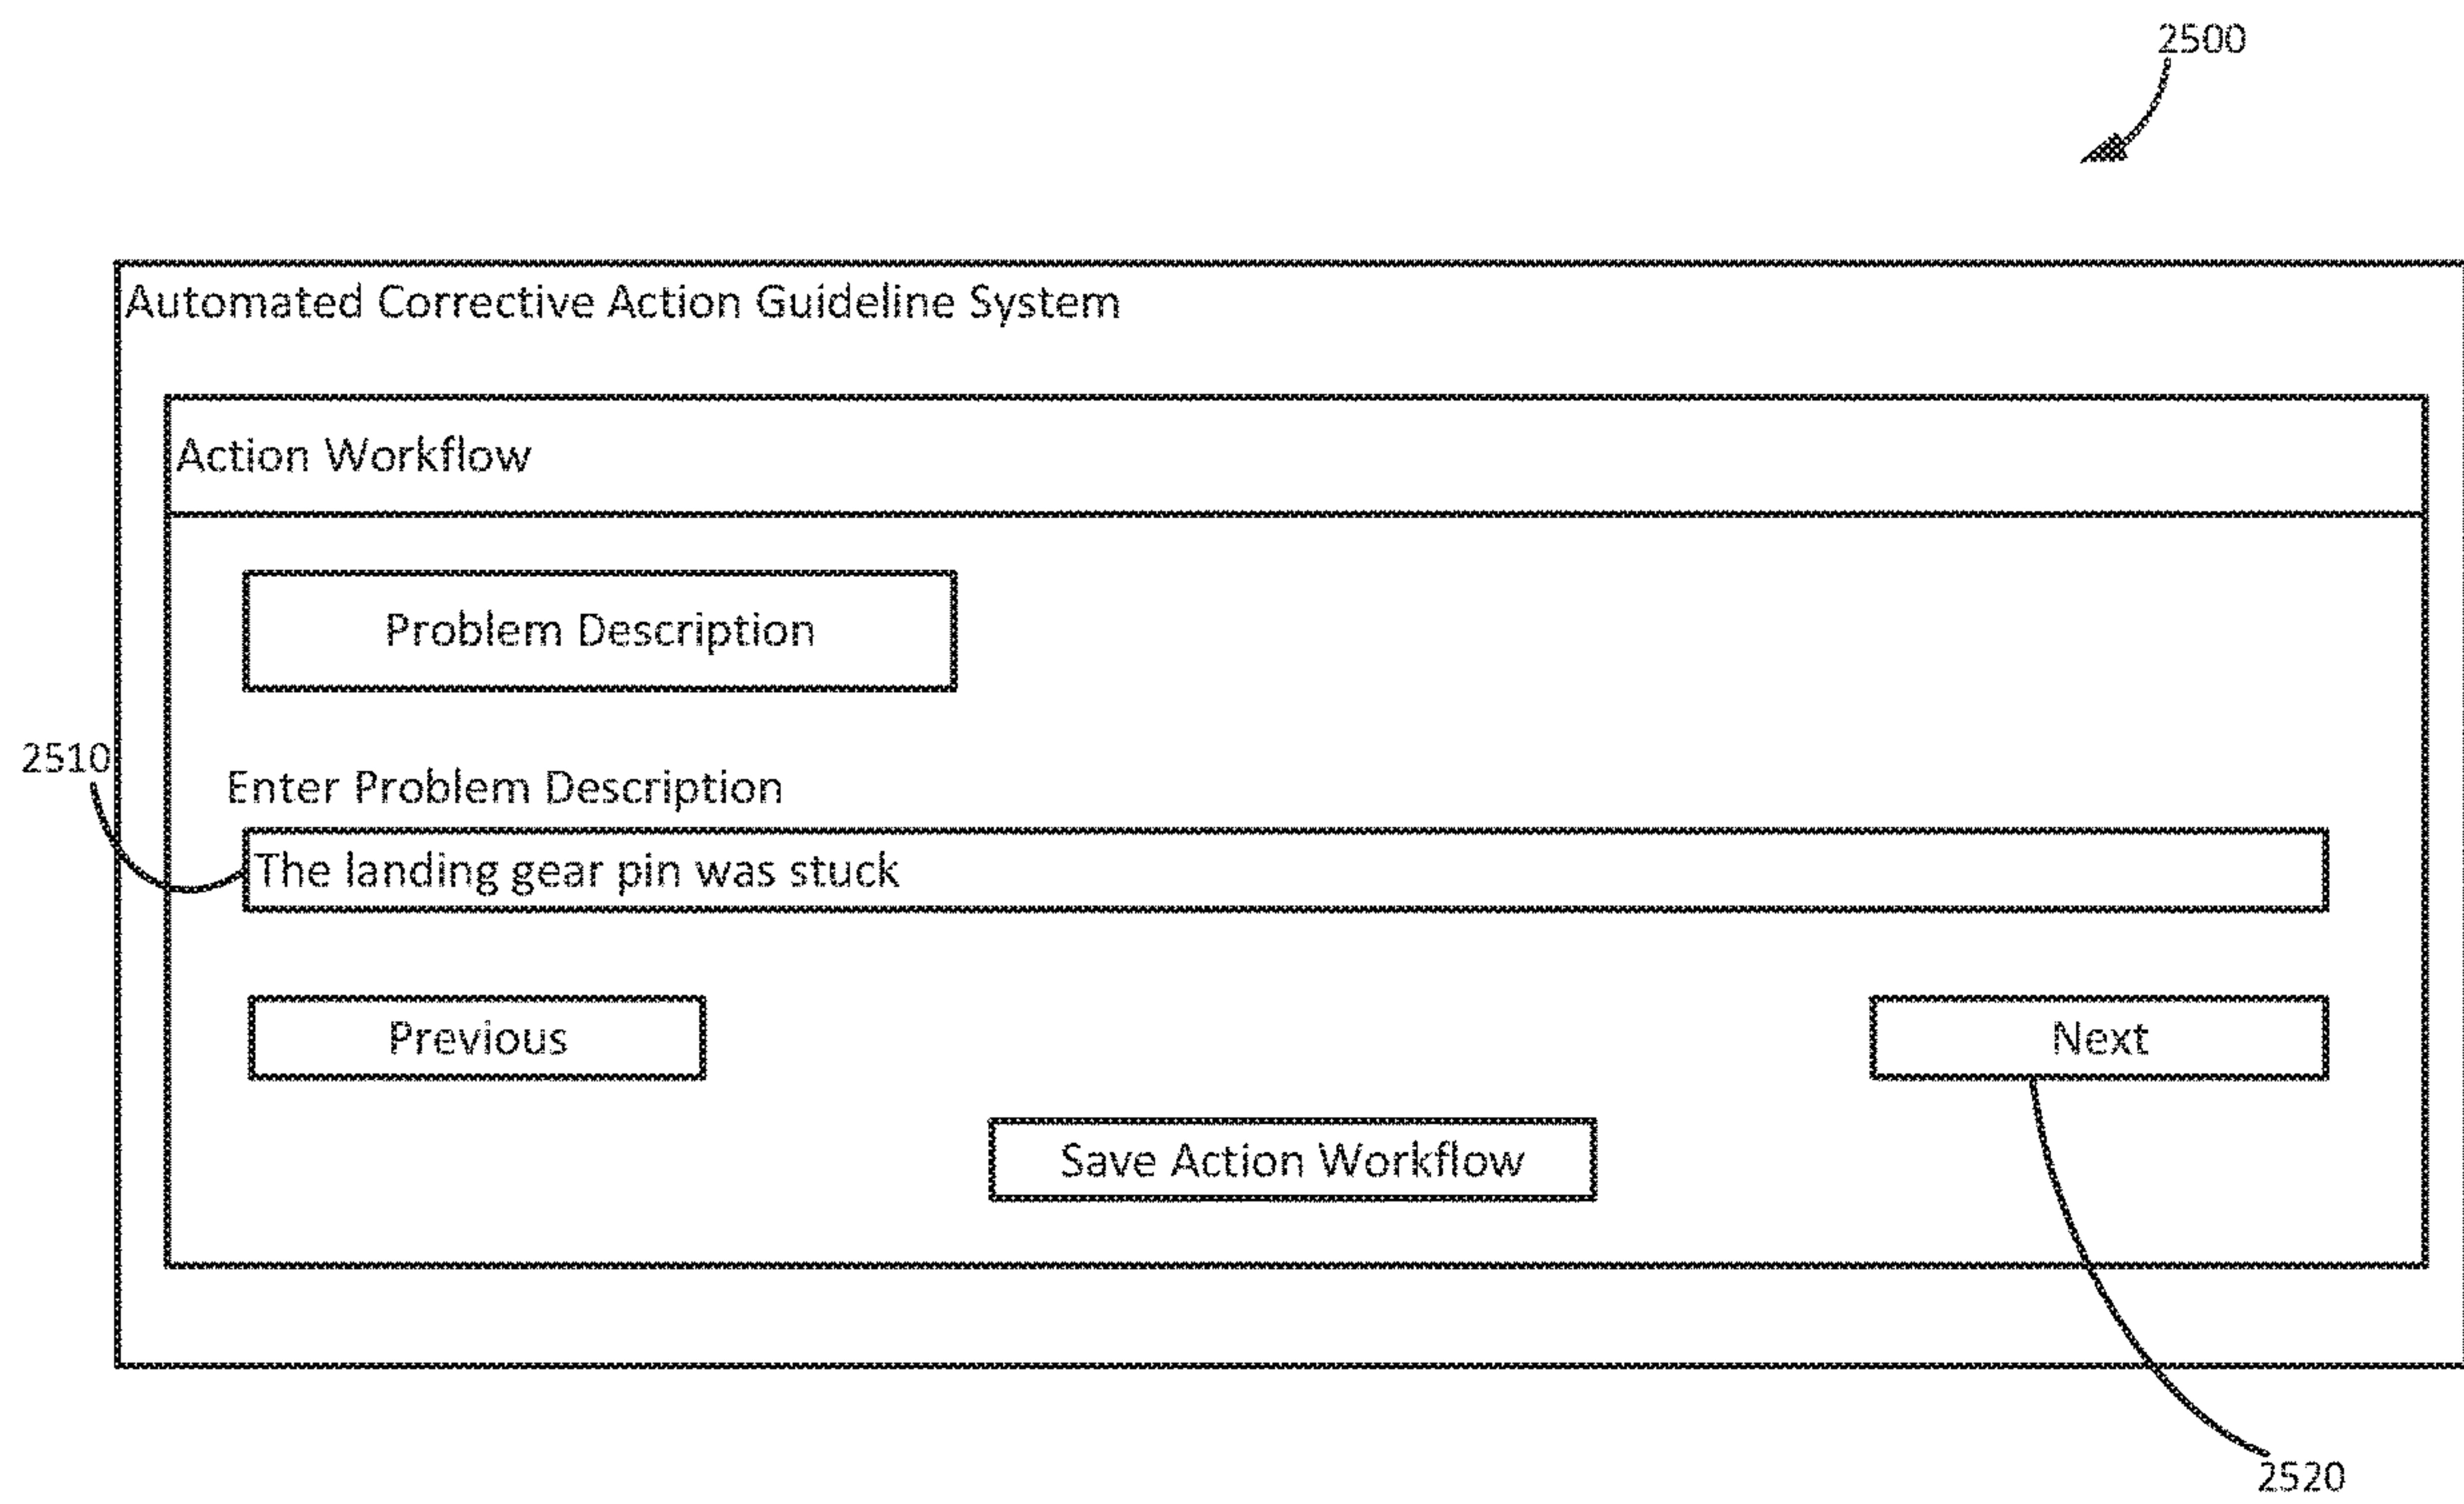 2500
Automated Corrective Action Guideline System
Action Workflow
Problem Description
2510
Enter Problem Description
The landing gear pin was stuck
Previous
Next
Save Action Workflow
2520